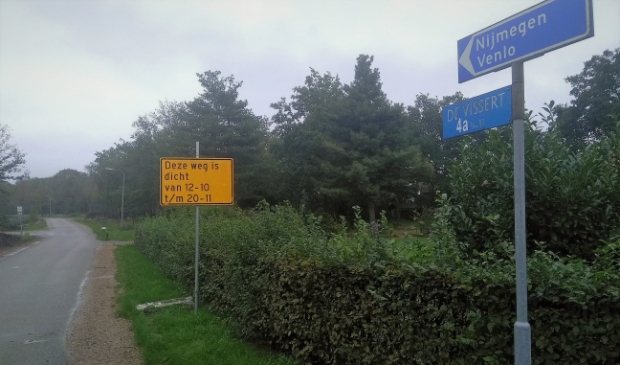 Nijmegen
Venlo
DE VISSERT
4a
Deze weg is
dicht
van 12-10
t/m 20-11